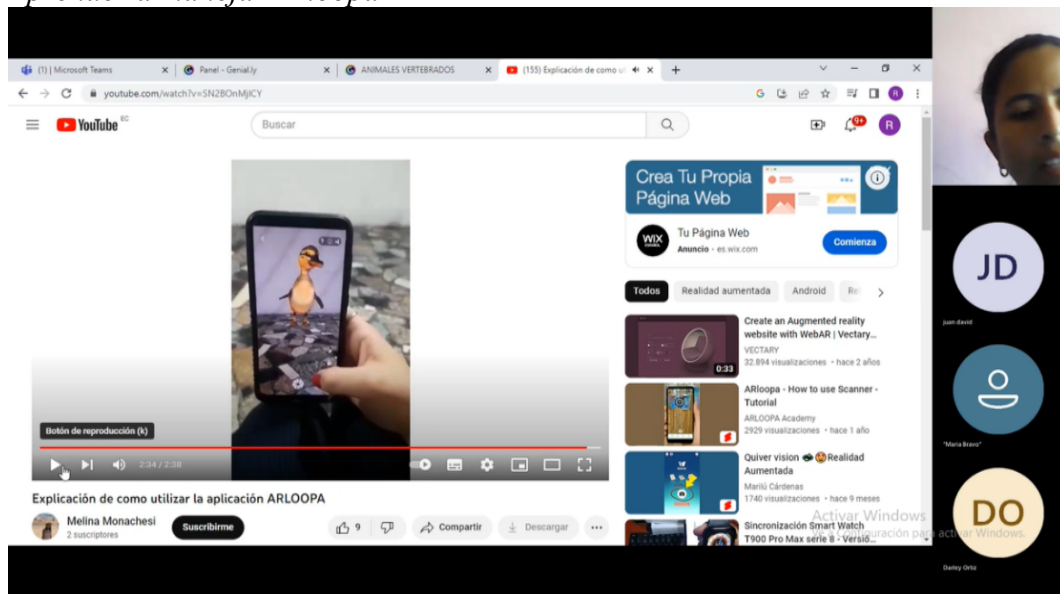 (1) | Microsoft Teams
Panel - Genial.ly
ANIMALES VERTEBRADOS
(155) Explicación de como u
youtube.com/watch?v=SN2BOnMjlCY
YouTube EC
Buscar
9+
R
Crea Tu Propia
Página Web
WIX
Tu Página Web
Anuncio - es.wix.com
Comienza
Todos
Realidad aumentada
Android
Create an Augmented reality
website with WebAR | Vectary...
VECTARY
32.894 visualizaciones • hace 2 años
0:33
ARloopa - How to use Scanner -
Tutorial
ARLOOPA Academy
2929 visualizaciones • hace 1 año
Quiver vision Realidad
Aumentada
Marilú Cárdenas
1740 visualizaciones • hace 9 meses
Sincronización Smart Watch
T900 Pro Max serie 8 - Versió...
Botón de reproducción (k)
2:34 / 2:38
Explicación de como utilizar la aplicación ARLOOPA
Melina Monachesi
2 suscriptores
Suscribirme
9
Compartir
Descargar
Activar Windows
JD
juan david
"Maria Bravo"
DO
Darley Ortiz